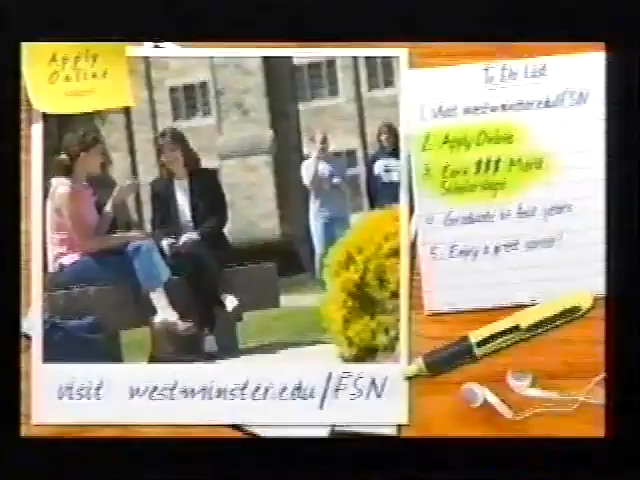 Apply
Online
To Do List
1. Visit westminster.edu/FSN
2. Apply Online
3. Earn $$$ Merit
Scholarships
4. Graduate in four years
5. Enjoy a great career!
visit westminster.edu/FSN